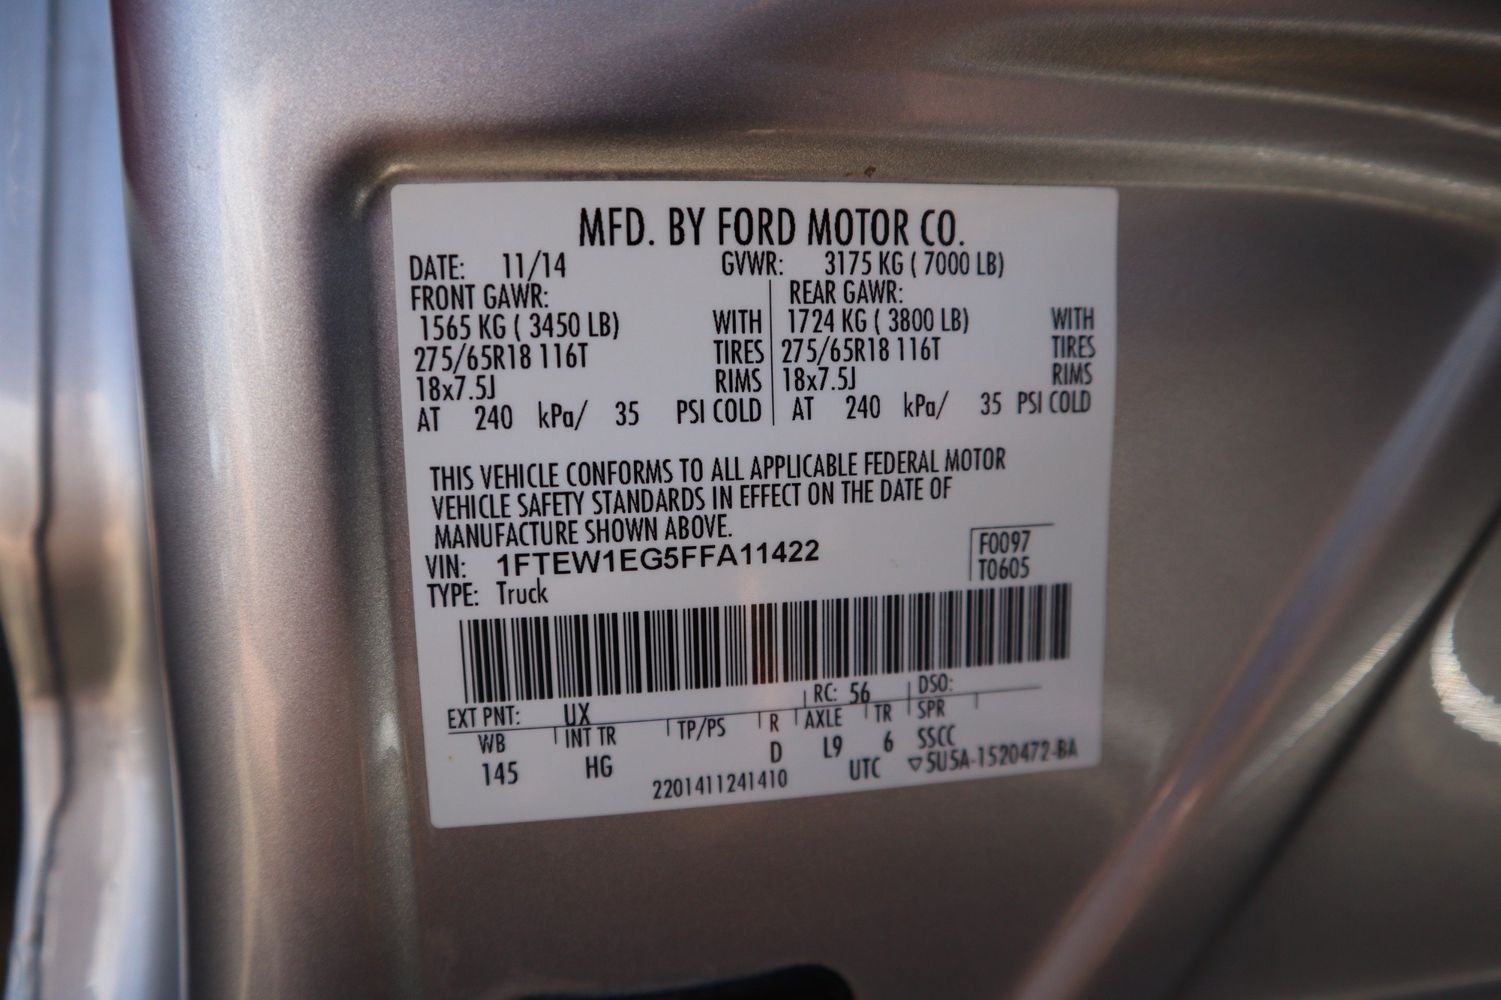 MFD. BY FORD MOTOR CO.
DATE: 11/14 GVWR: 3175 KG ( 7000 LB)
FRONT GAWR: REAR GAWR:
1565 KG ( 3450 LB) WITH 1724 KG ( 3800 LB) WITH
275/65R18 116T TIRES 275/65R18 116T TIRES
18x7.5J RIMS 18x7.5J RIMS
AT 240 kPa/ 35 PSI COLD AT 240 kPa/ 35 PSI COLD
THIS VEHICLE CONFORMS TO ALL APPLICABLE FEDERAL MOTOR
VEHICLE SAFETY STANDARDS IN EFFECT ON THE DATE OF
MANUFACTURE SHOWN ABOVE.
VIN: 1FTEW1EG5FFA11422 F0097
TYPE: Truck T0605
EXT PNT: UX RC: 56 DSO:
WB INT TR TP/PS R AXLE TR SPR
145 HG D L9 6 SSCC
2201411241410 UTC ▽5U5A-1520472-BA